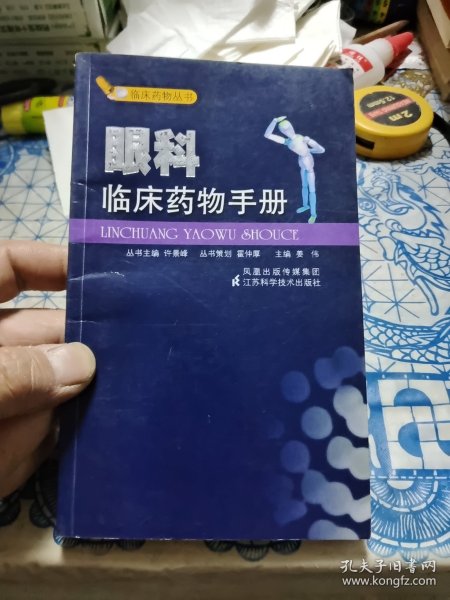 临床药物丛书
眼科
临床药物手册
LINCHUANG YAOWU SHOUCE
丛书主编 许景峰 丛书策划 霍仲厚 主编 姜伟
凤凰出版传媒集团
江苏科学技术出版社
2m
孔夫子旧书网
www.kongfz.com